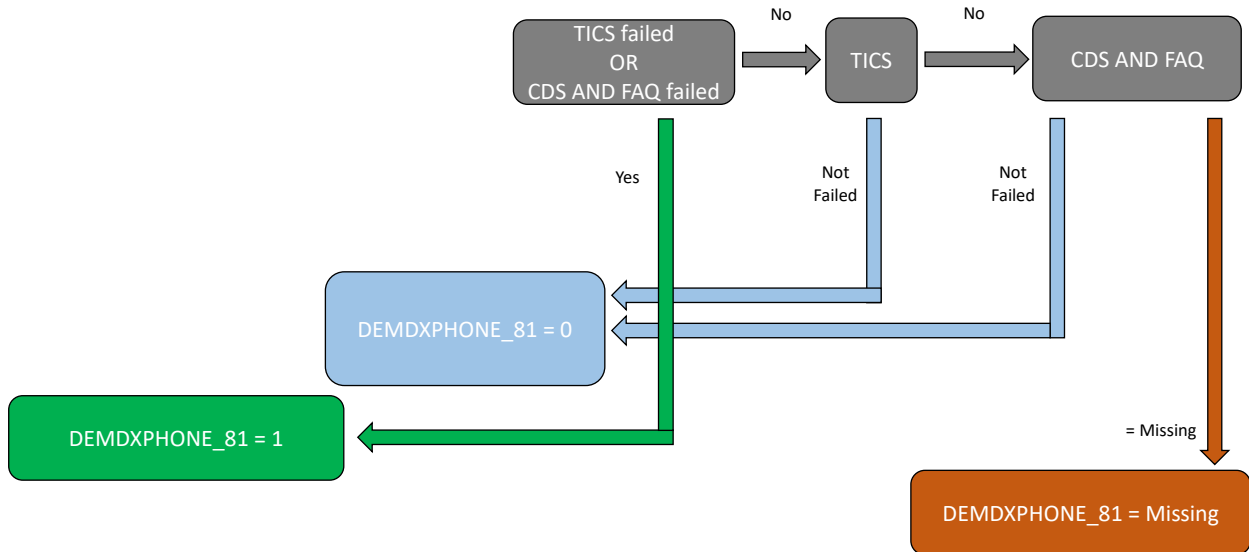 No
No
TICS failed
OR
CDS AND FAQ failed
TICS
CDS AND FAQ
Yes
Not
Failed
Not
Failed
DEMDXPHONE_81 = 0
DEMDXPHONE_81 = 1
= Missing
DEMDXPHONE_81 = Missing